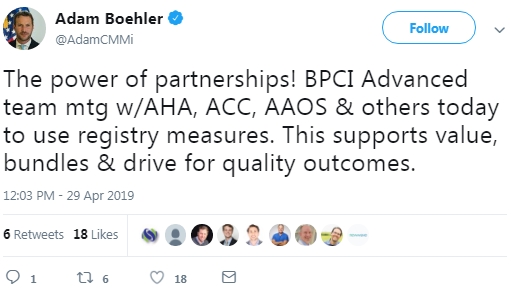 Adam Boehler
@AdamCMMi
Follow
The power of partnerships! BPCI Advanced
team mtg w/AHA, ACC, AAOS & others today
to use registry measures. This supports value,
bundles & drive for quality outcomes.
12:03 PM - 29 Apr 2019
6 Retweets 18 Likes
1 6 18